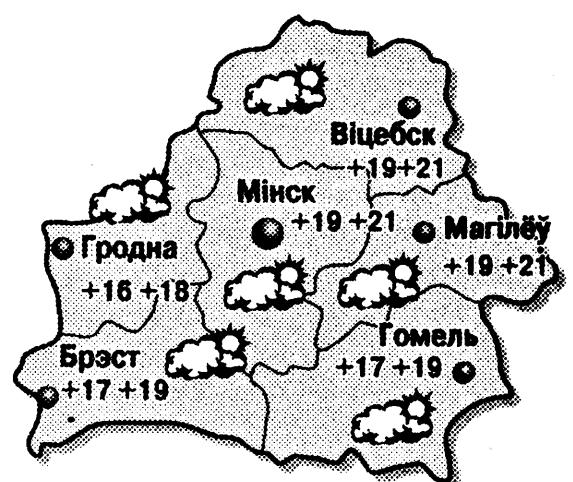 Віцебск
+19+21
Мінск
+19 +21
Магілёў
+19 +21
Гродна
+16 +18
Гомель
+17 +19
Брэст
+17 +19